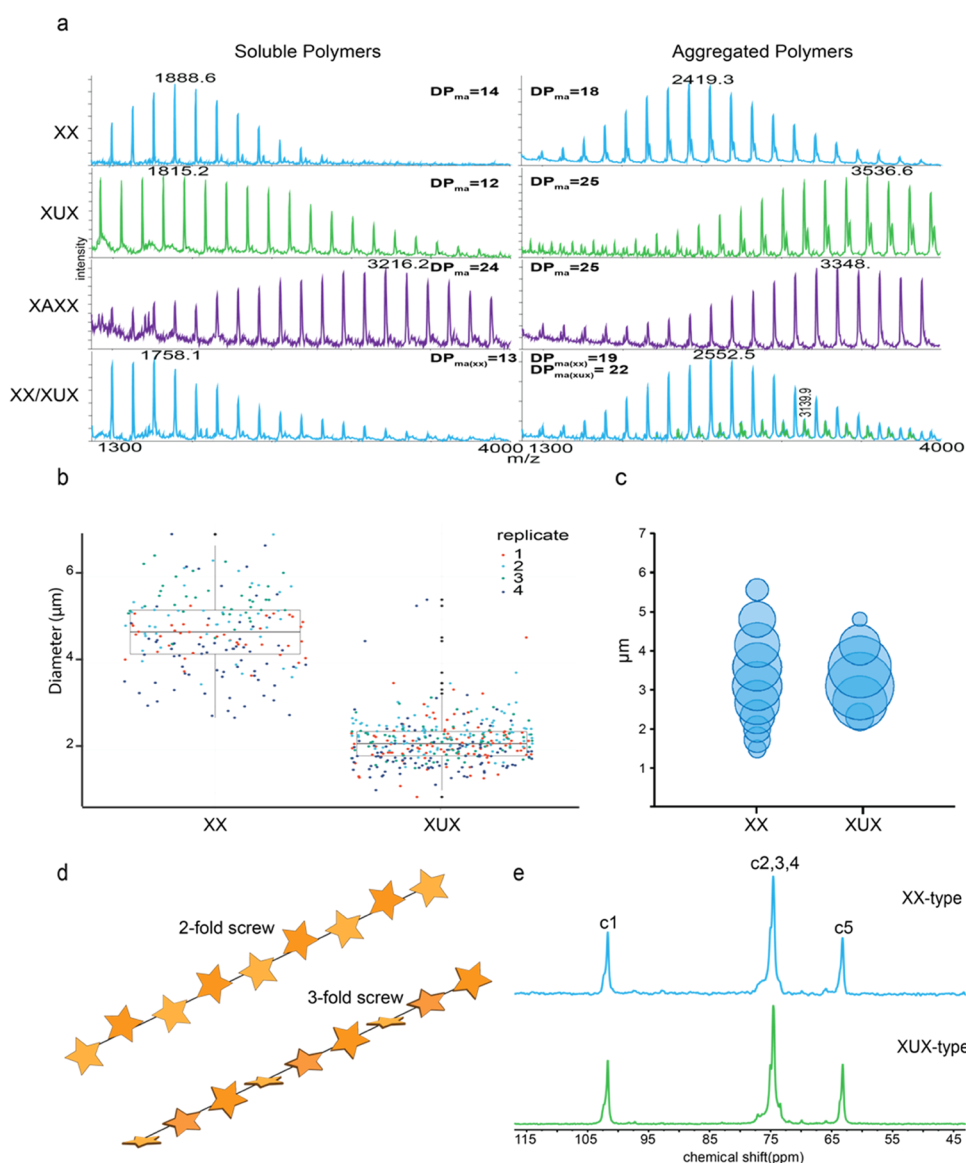 a
Soluble Polymers
Aggregated Polymers
XX
1888.6
DPma=14
DPma=18
2419.3
XUX
1815.2
DPma=12
DPma=25
3536.6
XAXX
3216.2
DPma=24
DPma=25
3348.
XX/XUX
1758.1
DPma(xx)=13
DPma(xx)=19
DPma(xux)= 22
2552.5
3139.9
intensity
1300
4000
1300
4000
m/z
b
Diameter (µm)
6
4
2
replicate
1
2
3
4
XX
XUX
c
µm
7
6
5
4
3
2
1
XX
XUX
d
2-fold screw
3-fold screw
e
c1
c2,3,4
c5
XX-type
XUX-type
115
105
95
85
75
65
55
45
chemical shift(ppm)